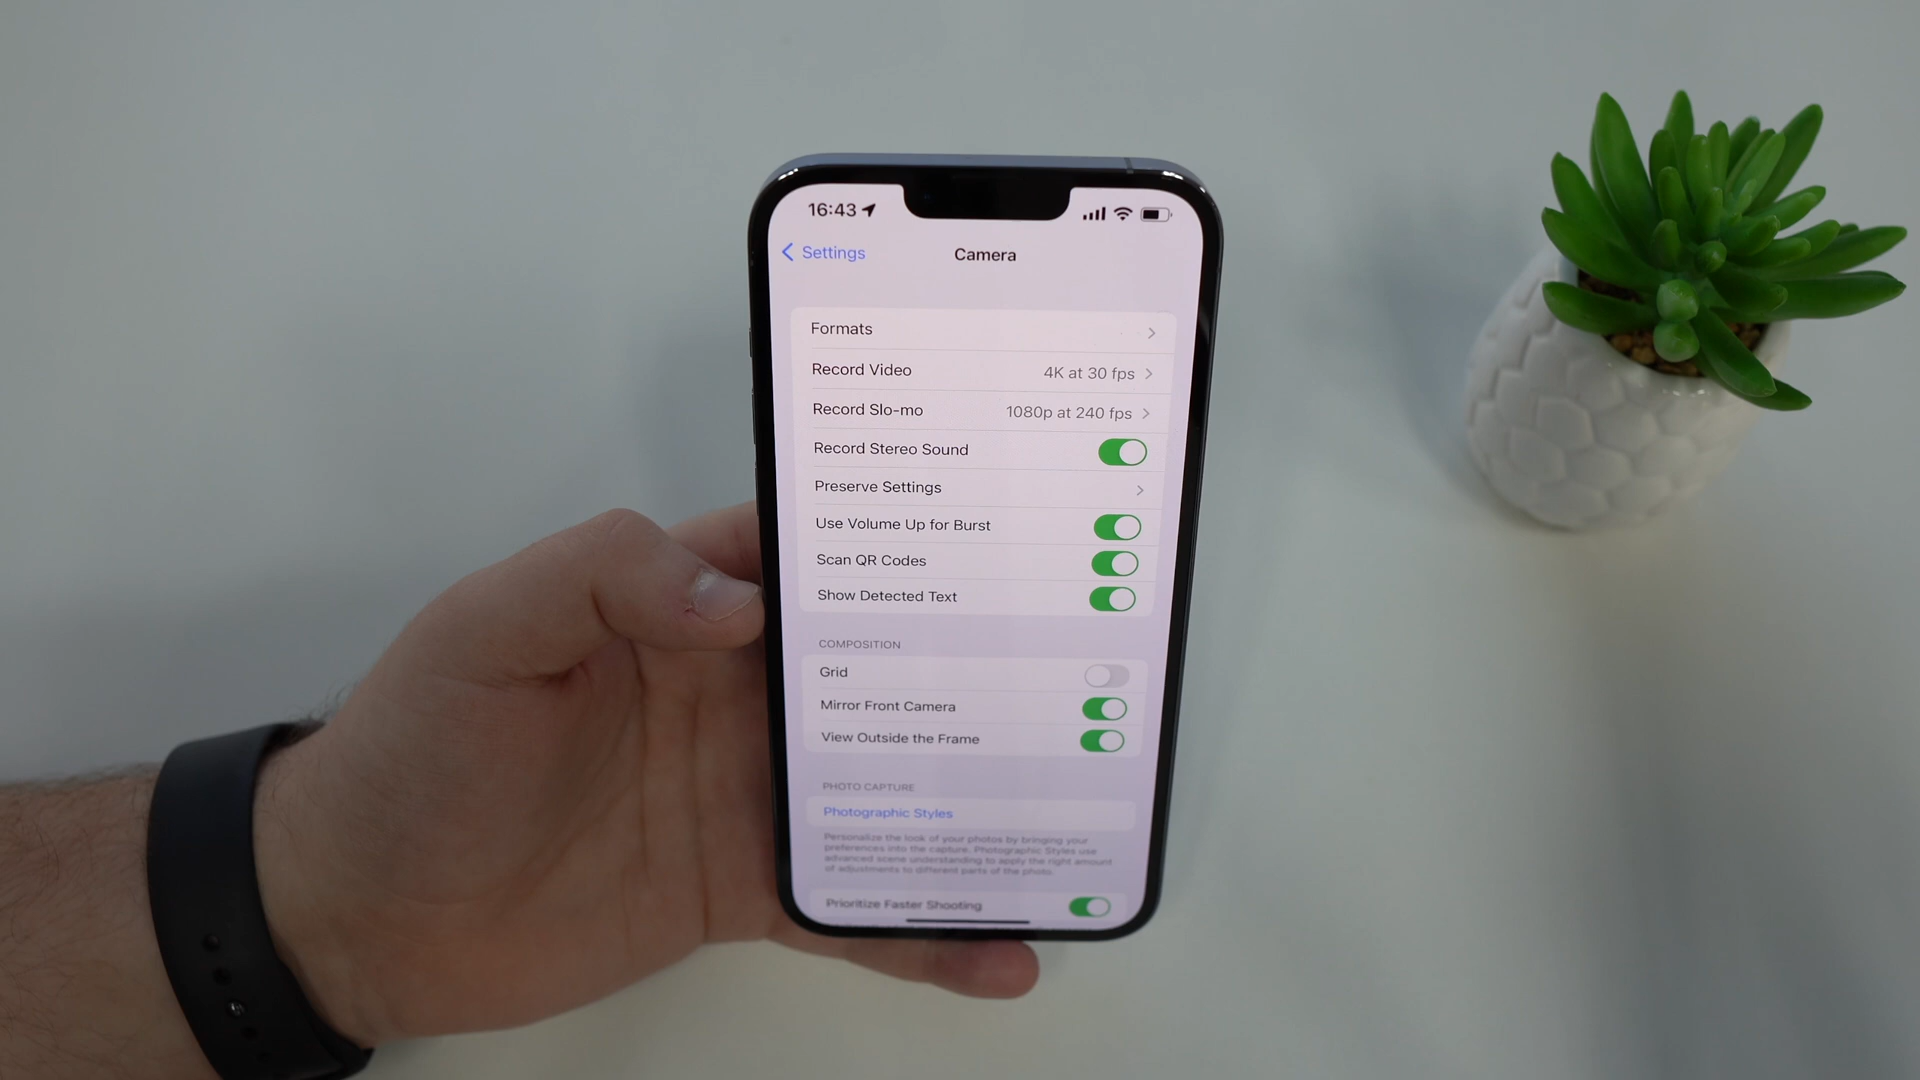 16:43
Settings
Camera
Formats
Record Video 4K at 30 fps
Record Slo-mo 1080p at 240 fps
Record Stereo Sound
Preserve Settings
Use Volume Up for Burst
Scan QR Codes
Show Detected Text
COMPOSITION
Grid
Mirror Front Camera
View Outside the Frame
PHOTO CAPTURE
Photographic Styles
Personalize the look of your photos by bringing your
preferences into the capture. Photographic Styles use
advanced scene understanding to apply the right amount
of adjustments to different parts of the photo.
Prioritize Faster Shooting